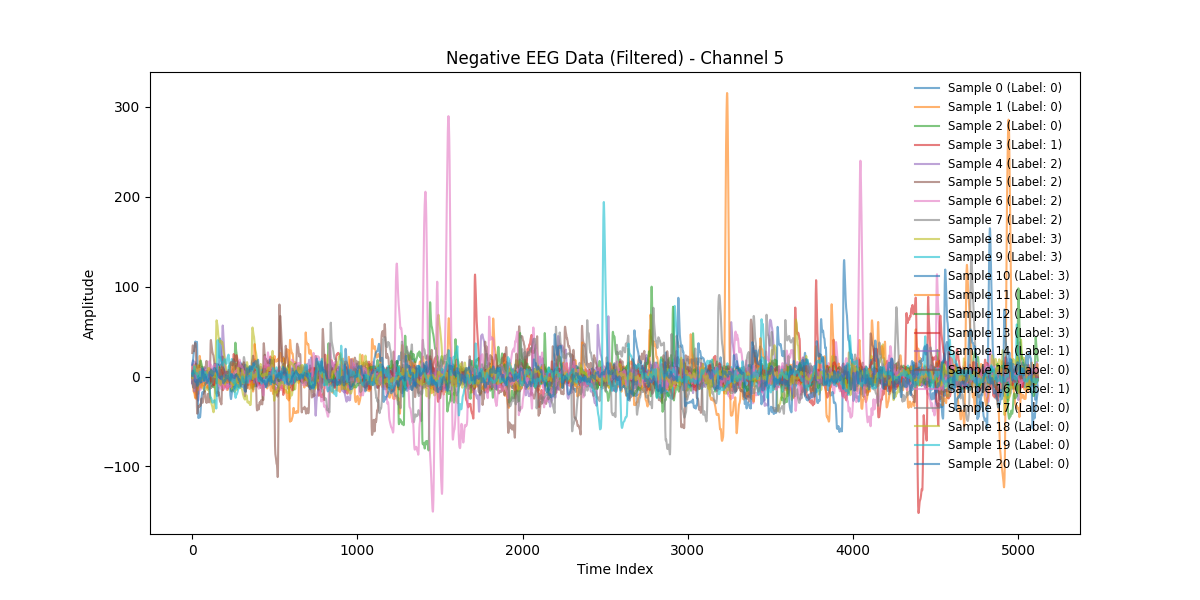 Negative EEG Data (Filtered) - Channel 5
Amplitude
300
200
100
0
−100
0
1000
2000
3000
4000
5000
Time Index
Sample 0 (Label: 0)
Sample 1 (Label: 0)
Sample 2 (Label: 0)
Sample 3 (Label: 1)
Sample 4 (Label: 2)
Sample 5 (Label: 2)
Sample 6 (Label: 2)
Sample 7 (Label: 2)
Sample 8 (Label: 3)
Sample 9 (Label: 3)
Sample 10 (Label: 3)
Sample 11 (Label: 3)
Sample 12 (Label: 3)
Sample 13 (Label: 3)
Sample 14 (Label: 1)
Sample 15 (Label: 0)
Sample 16 (Label: 1)
Sample 17 (Label: 0)
Sample 18 (Label: 0)
Sample 19 (Label: 0)
Sample 20 (Label: 0)